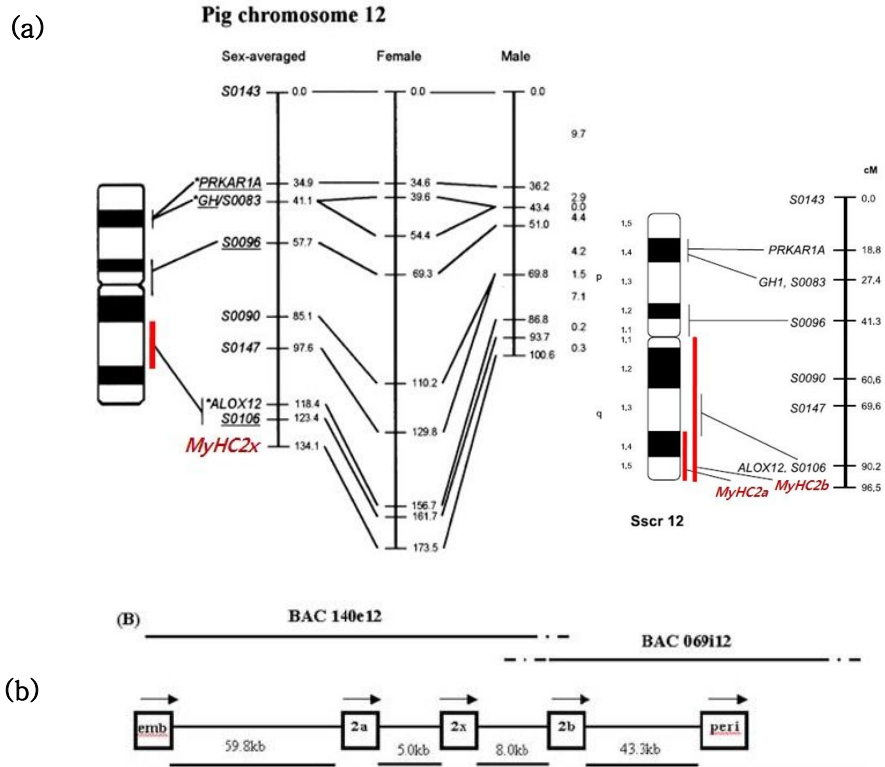 (a)
Pig chromosome 12
Sex-averaged Female Male
S0143 0.0 0.0 0.0
9.7
*PRKAR1A 34.9 34.6 36.2
*GH/S0083 41.1 39.6 43.4
54.4 51.0
2.9
0.0
4.4
S0096 57.7 69.3 69.8
4.2
1.5
7.1
S0090 85.1 110.2 86.8
0.2
S0147 97.6 129.8 93.7
0.3
100.6
*ALOX12 118.4 156.7
S0106 123.4 161.7
MyHC2x 134.1 173.5
cM
S0143 0,0
1,5
1,4 PRKAR1A 18,8
p 1,3 GH1, S0083 27,4
1,2
1,1 S0096 41,3
1,1
1,2 S0090 60,6
q 1,3 S0147 69,6
1,4
1,5 ALOX12, S0106 90,2
MyHC2a MyHC2b 96,5
Sscr 12
(B) BAC 140e12
BAC 069i12
(b)
emb 2a 2x 2b peri
59.8kb 5.0kb 8.0kb 43.3kb